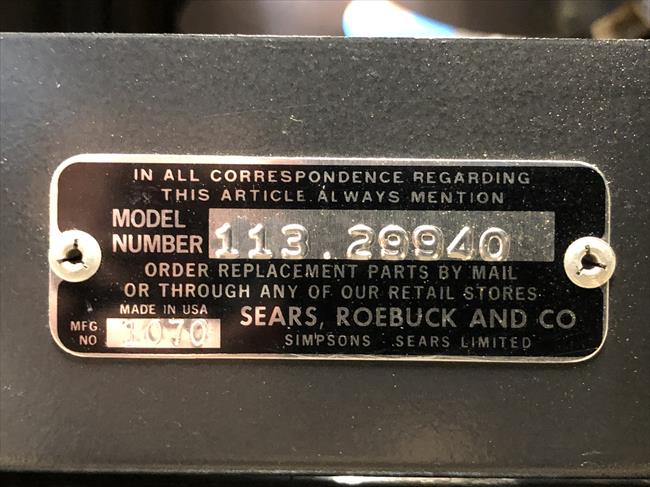 IN ALL CORRESPONDENCE REGARDING
THIS ARTICLE ALWAYS MENTION
MODEL NUMBER 113.29940
ORDER REPLACEMENT PARTS BY MAIL
OR THROUGH ANY OF OUR RETAIL STORES
MADE IN USA
MFG NO 1070
SEARS, ROEBUCK AND CO
SIMPSONS SEARS LIMITED